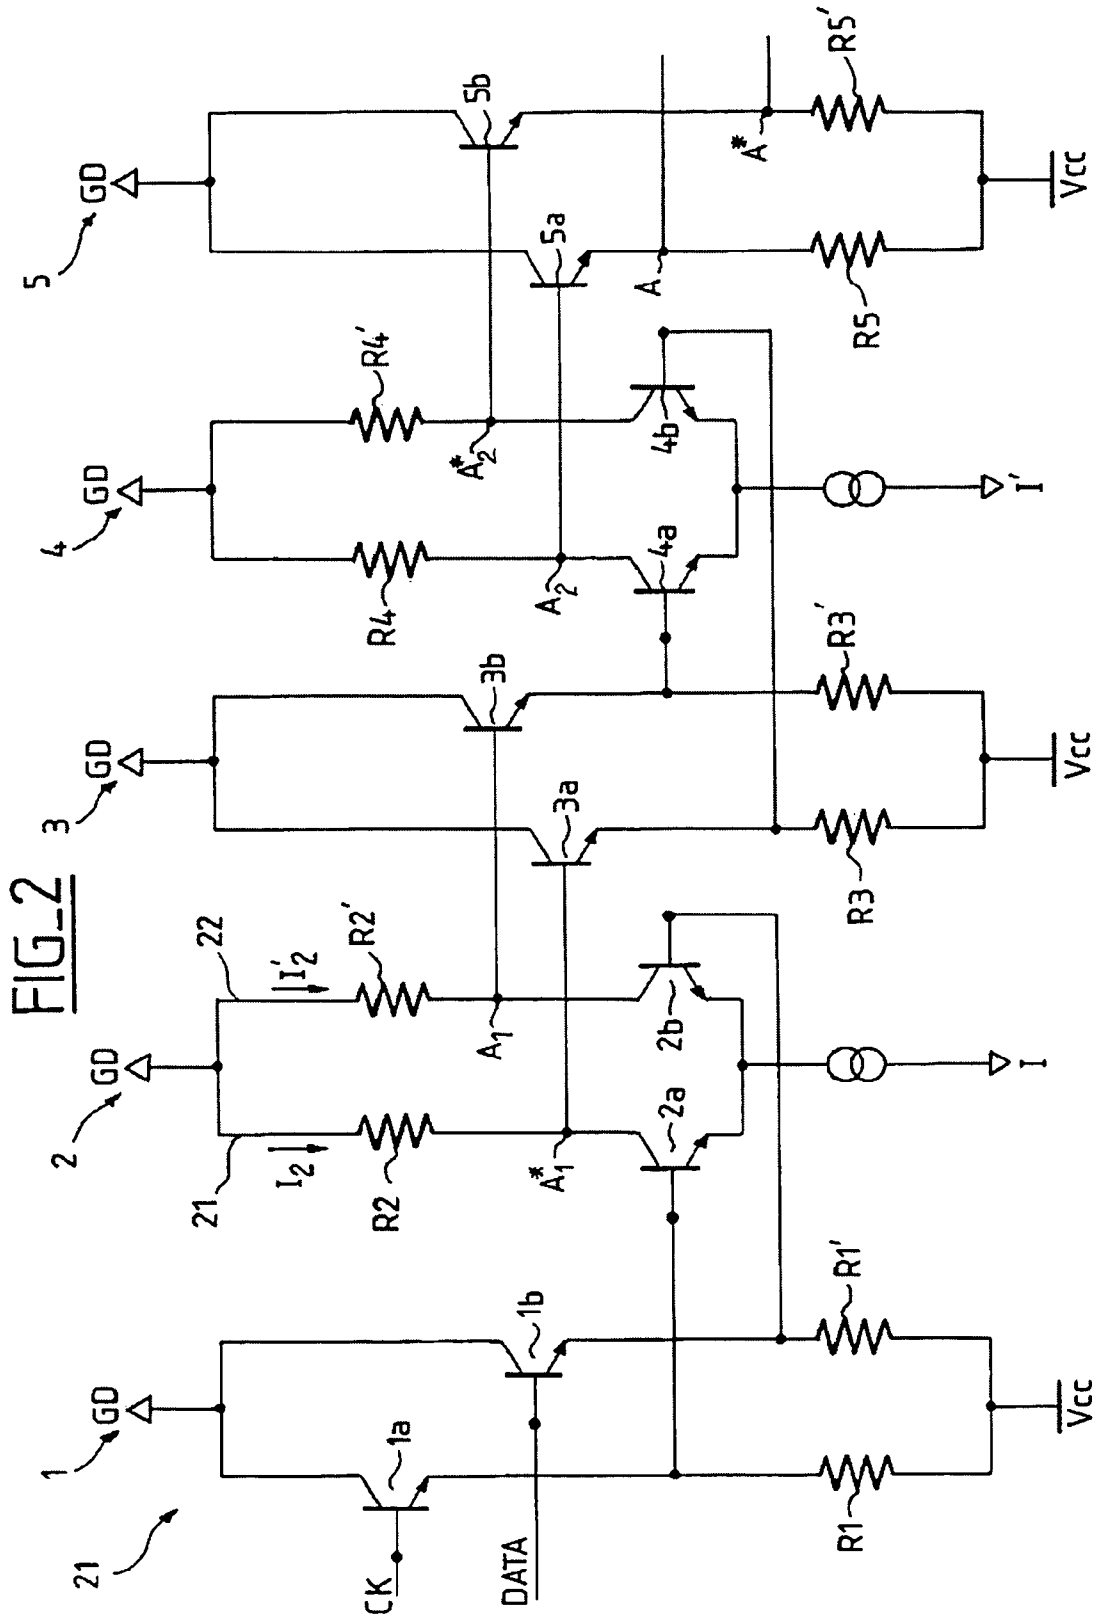 FIG_2
21
1
GD
CK
1a
DATA
1b
R1
R1'
Vcc
2
GD
21
22
I2
I'2
R2
R2'
A1*
A1
2a
2b
I
3
GD
3a
3b
R3
R3'
Vcc
4
GD
R4
R4'
A2
A2*
4a
4b
I'
5
GD
5a
5b
A
A*
R5
R5'
Vcc